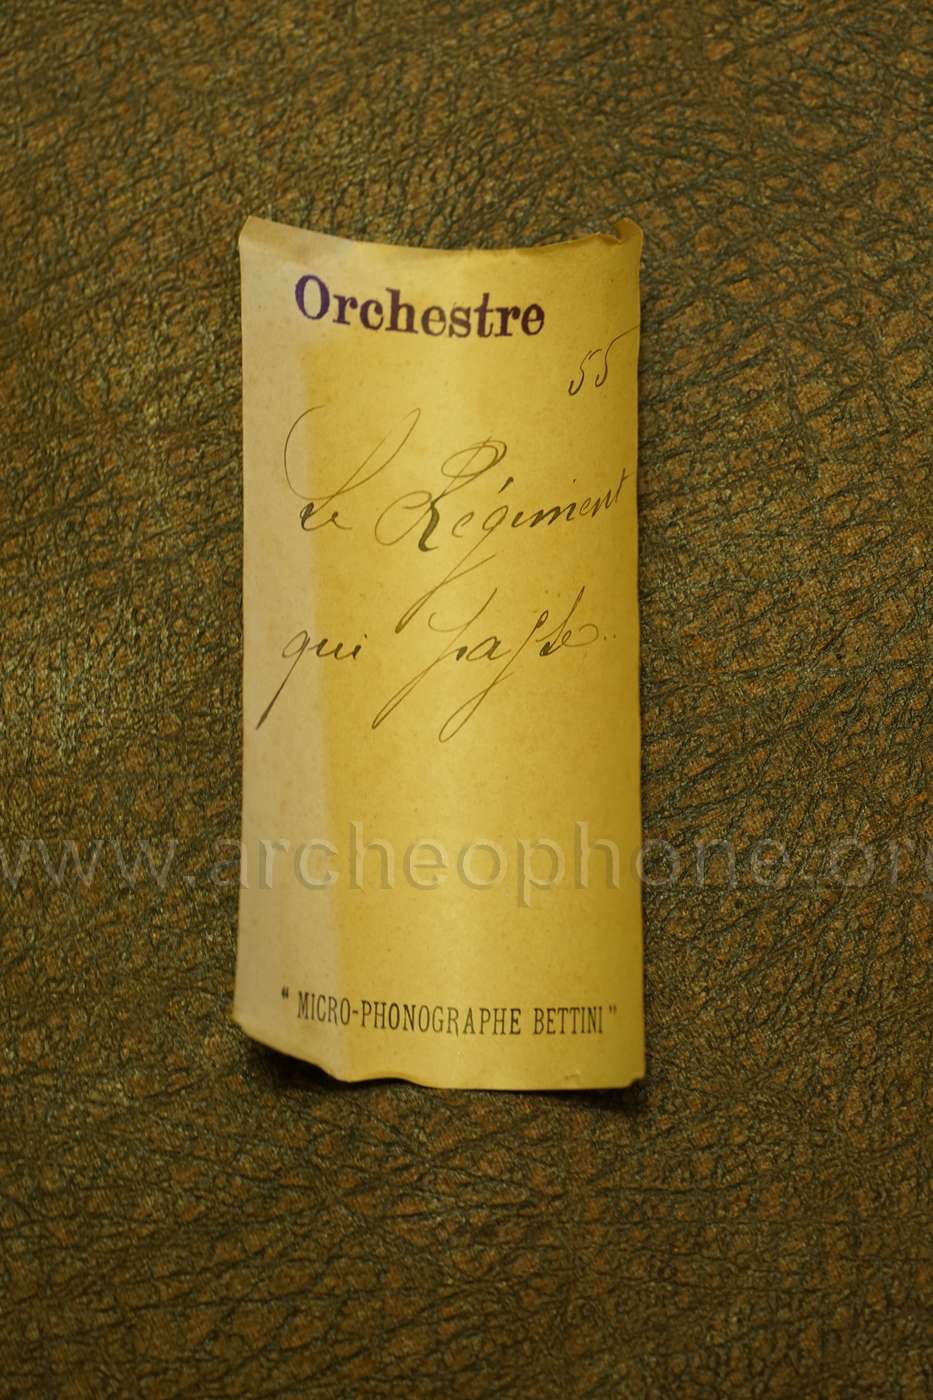 Orchestre
55
Le Régiment
qui passe..
www.archeophone.or
"MICRO-PHONOGRAPHE BETTINI"